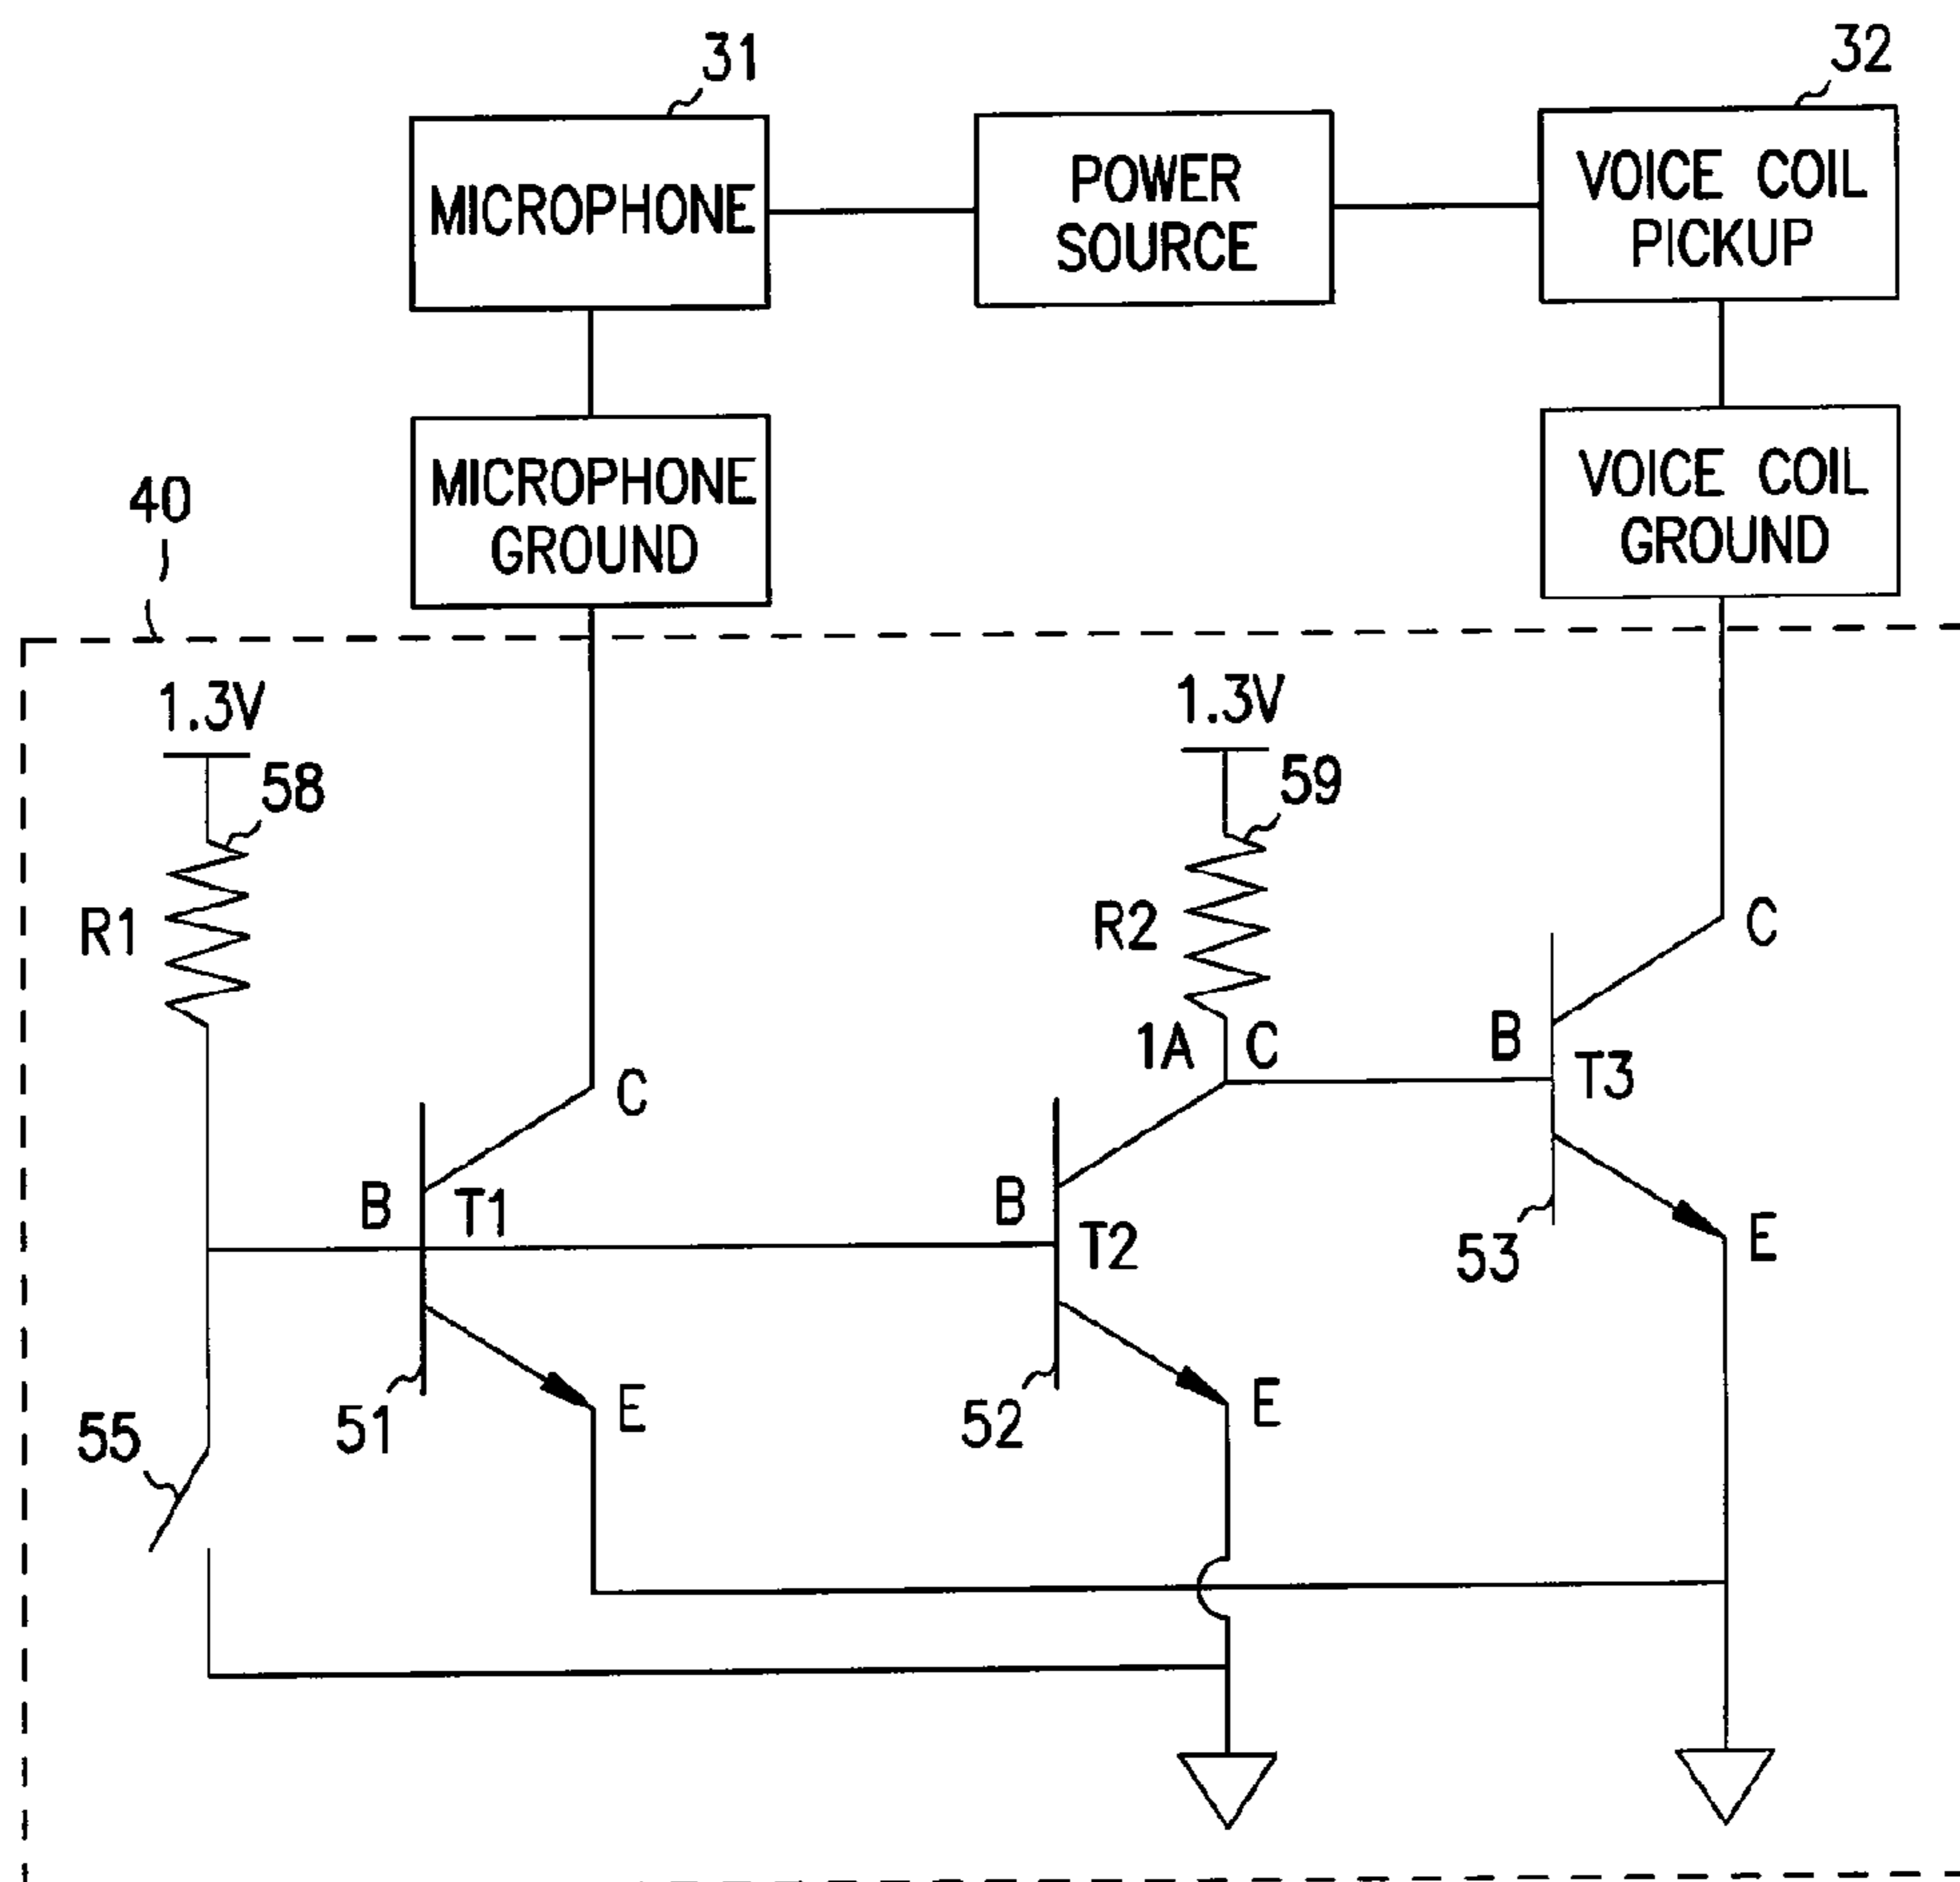 31
32
MICROPHONE
POWER
SOURCE
VOICE COIL
PICKUP
MICROPHONE
GROUND
VOICE COIL
GROUND
40
1.3V
1.3V
58
59
R1
R2
C
1A
C
B
T3
C
B
T1
B
T2
53
E
55
51
E
52
E